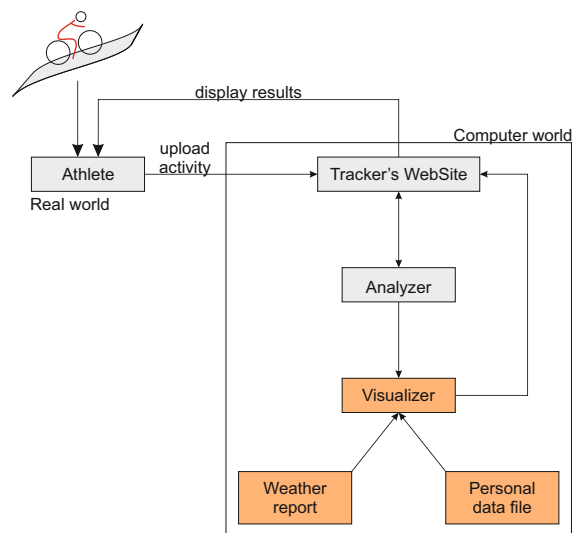 display results
Computer world
upload
activity
Athlete
Tracker's WebSite
Real world
Analyzer
Visualizer
Weather
report
Personal
data file